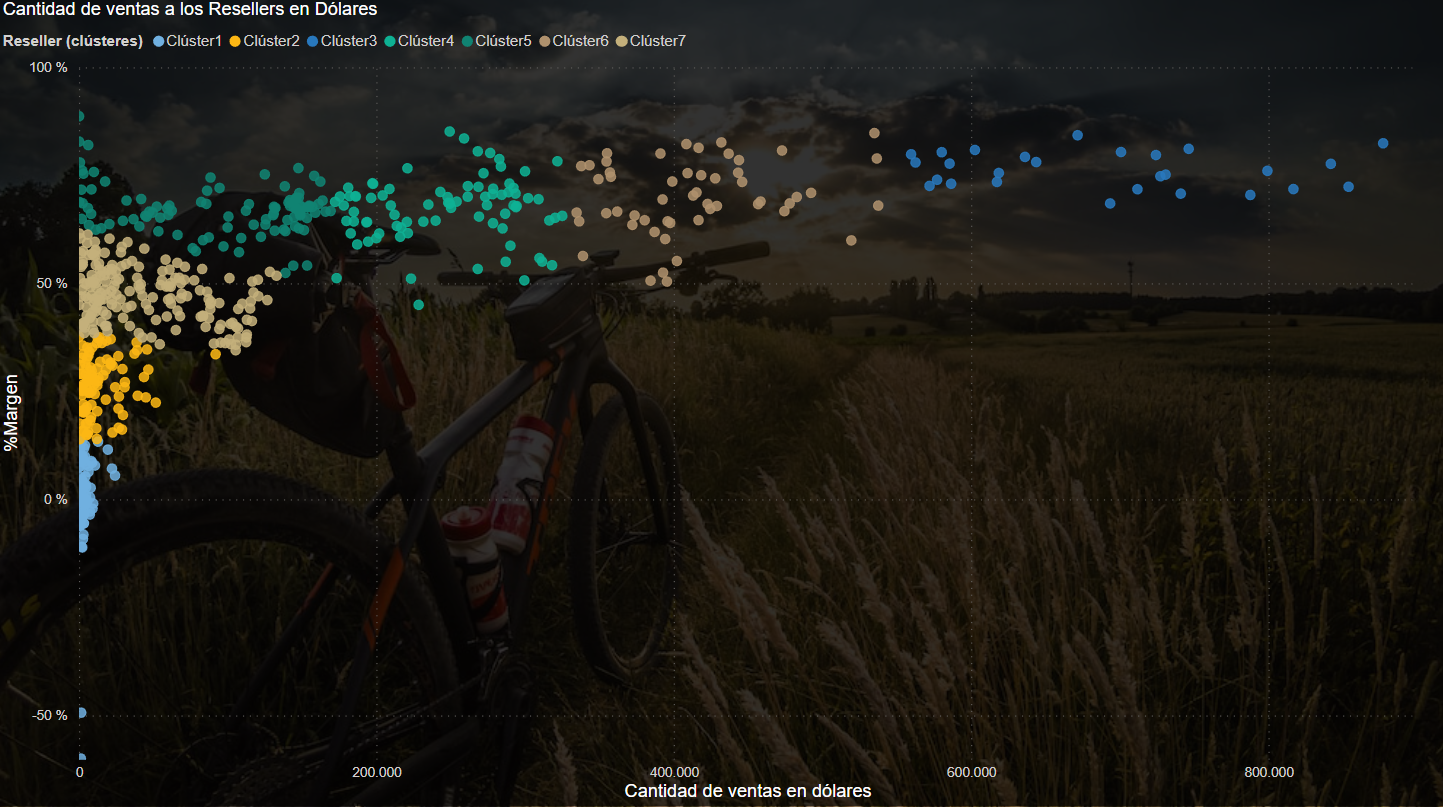 Cantidad de ventas a los Resellers en Dólares
Reseller (clústeres) Clúster1 Clúster2 Clúster3 Clúster4 Clúster5 Clúster6 Clúster7
100 %
50 %
0 %
-50 %
%Margen
0 200.000 400.000 600.000 800.000
Cantidad de ventas en dólares